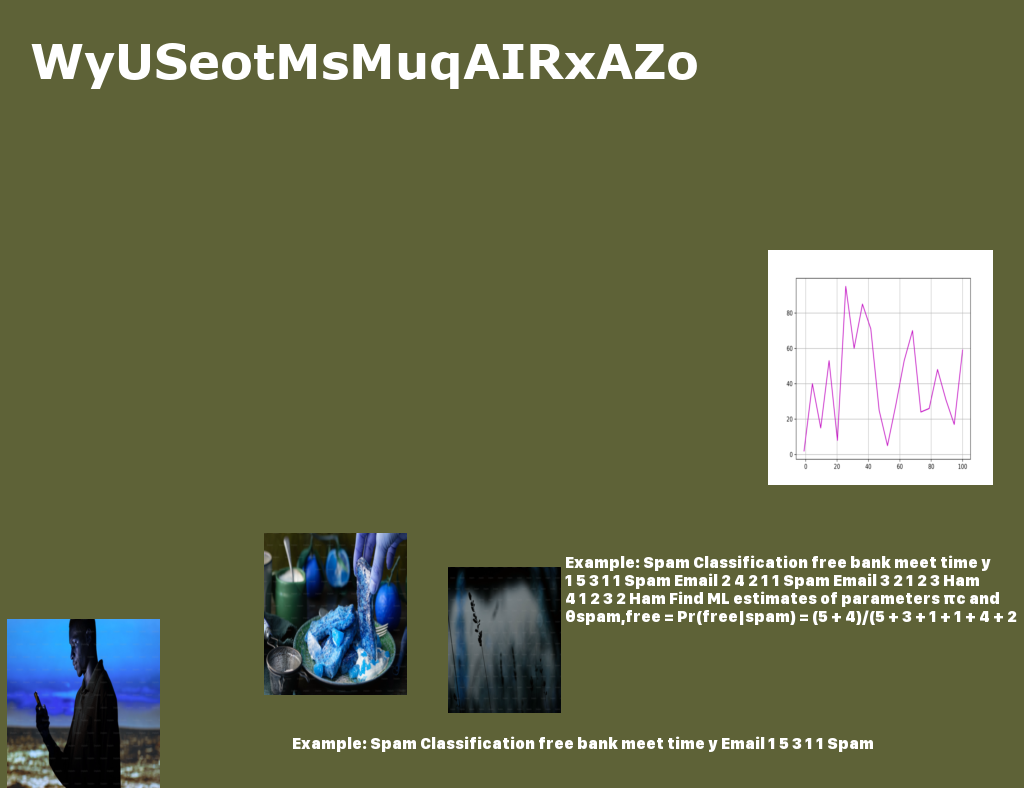 WyUSeotMsMuqAIRxAZo
80
60
40
20
0
0 20 40 60 80 100
Example: Spam Classification free bank meet time y
1 5 3 1 1 Spam Email 2 4 2 1 1 Spam Email 3 2 1 2 3 Ham
4 1 2 3 2 Ham Find ML estimates of parameters πc and
θspam,free = Pr(free|spam) = (5 + 4)/(5 + 3 + 1 + 1 + 4 + 2
Example: Spam Classification free bank meet time y Email 1 5 3 1 1 Spam